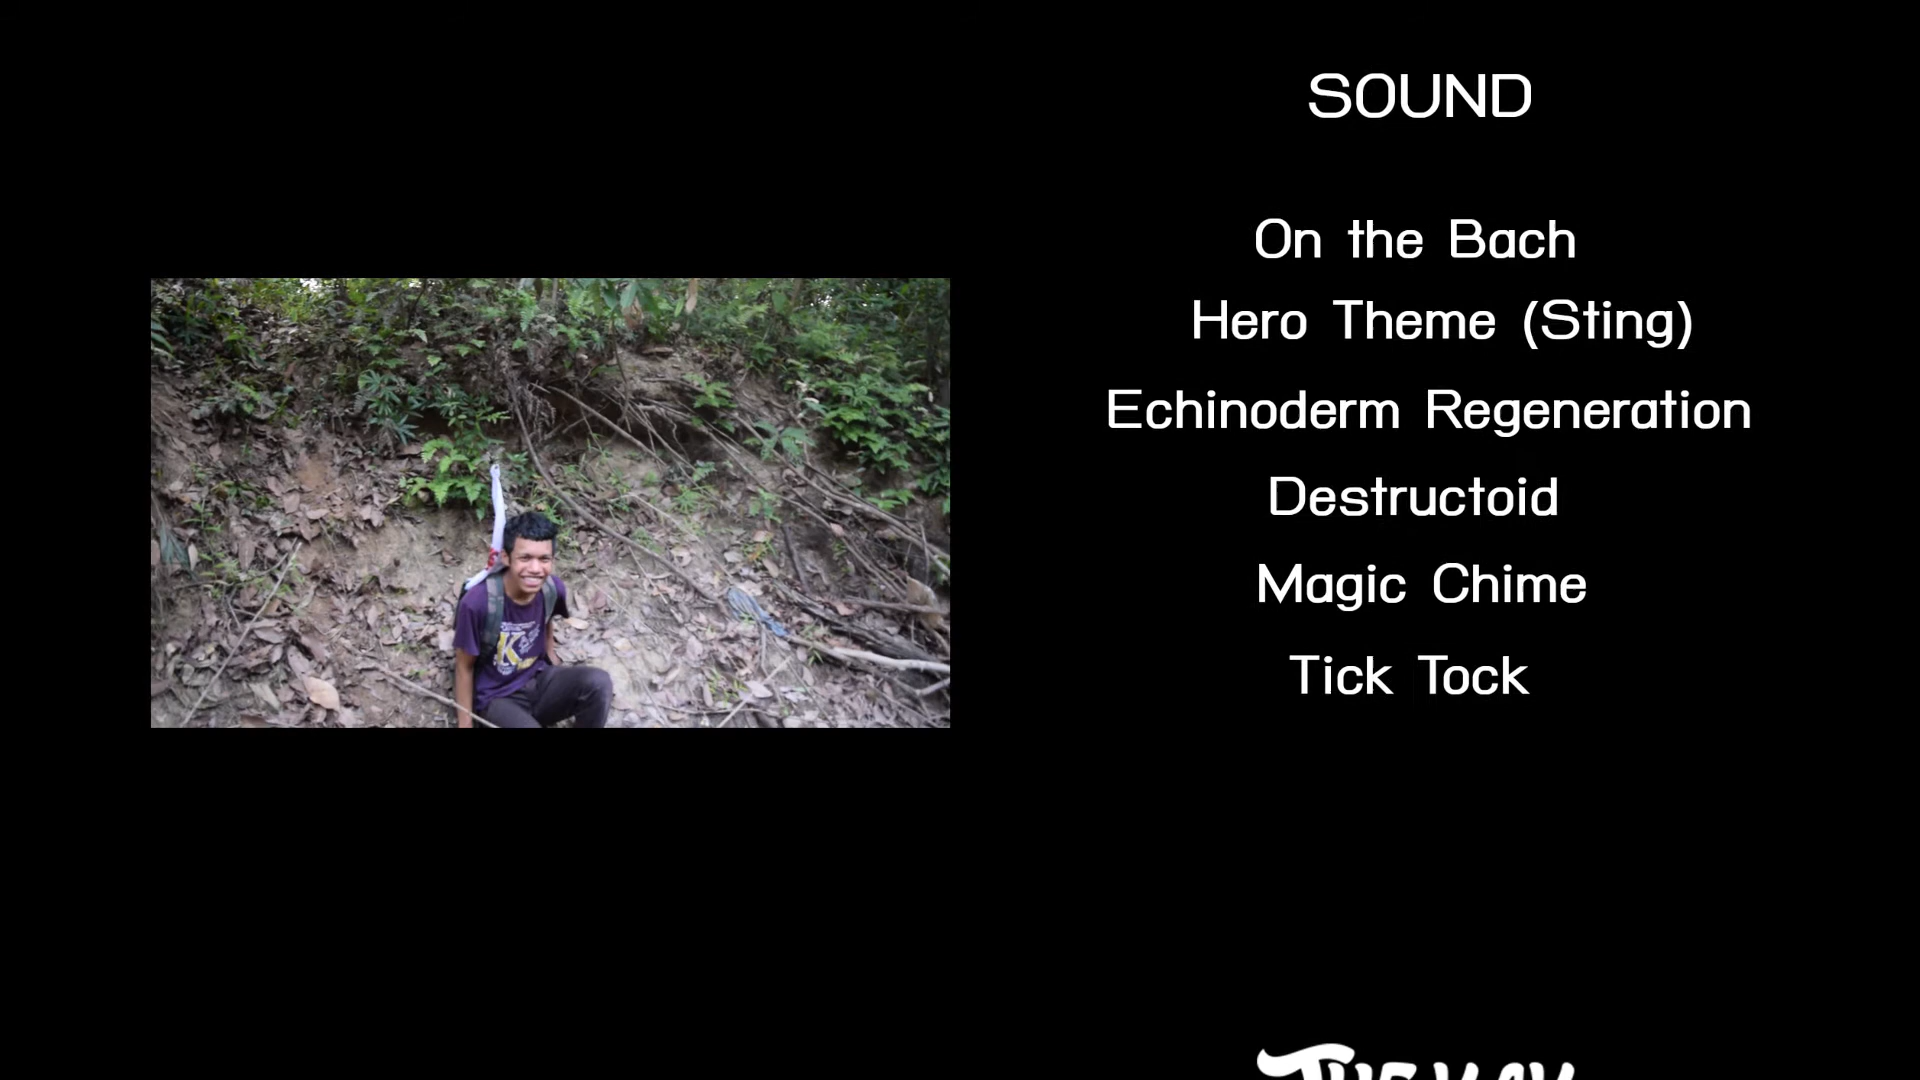 SOUND
On the Bach
Hero Theme (Sting)
Echinoderm Regeneration
Destructoid
Magic Chime
Tick Tock